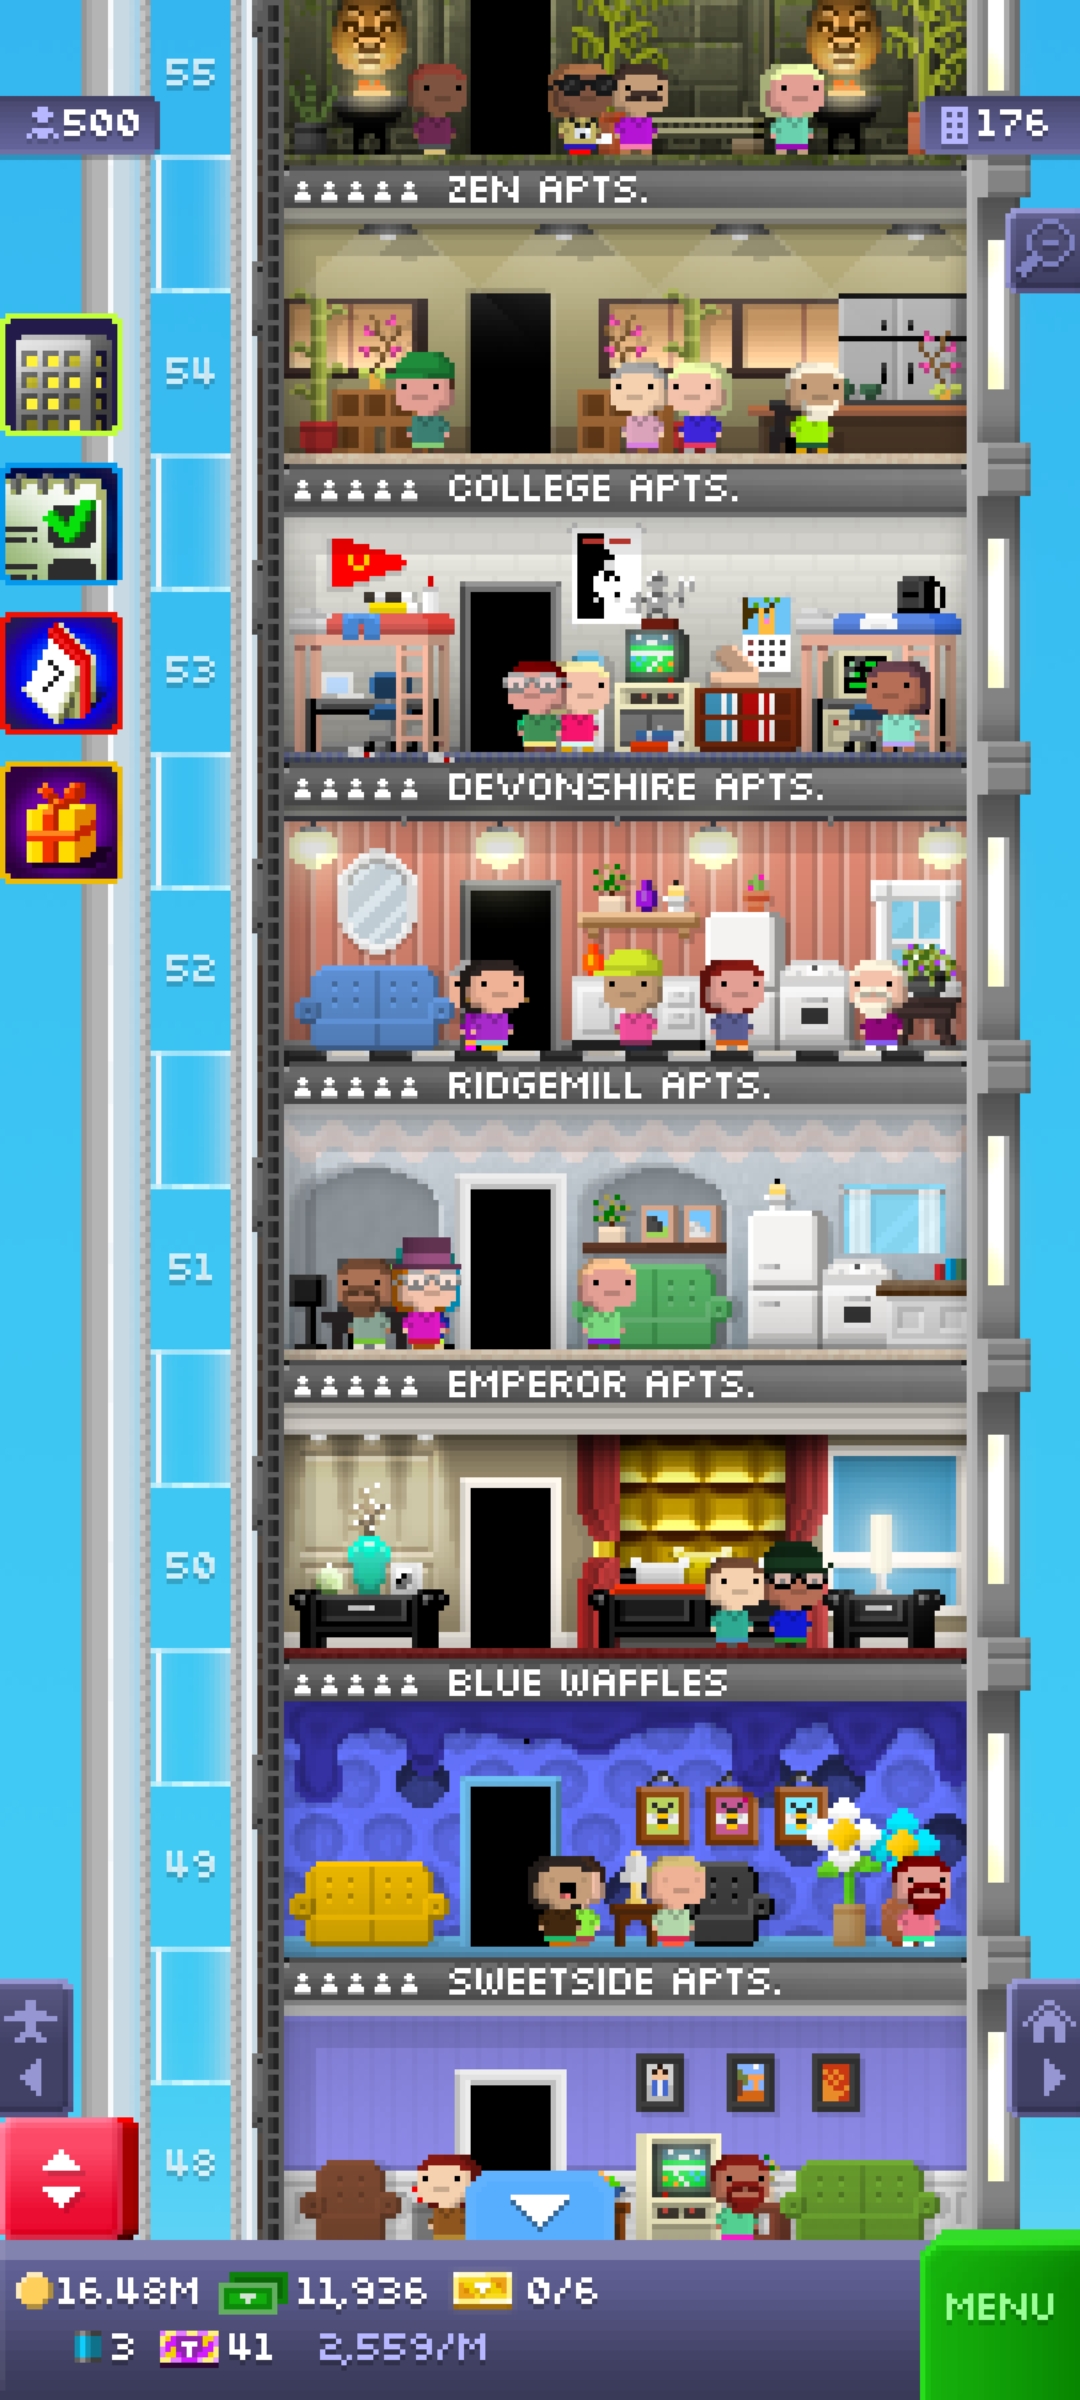 55
500
176
ZEN APTS.
54
COLLEGE APTS.
53
DEVONSHIRE APTS.
52
RIDGEMILL APTS.
51
EMPEROR APTS.
50
BLUE WAFFLES
49
SWEETSIDE APTS.
48
16.48M 11,936 0/6
MENU
3 41 2,559/M